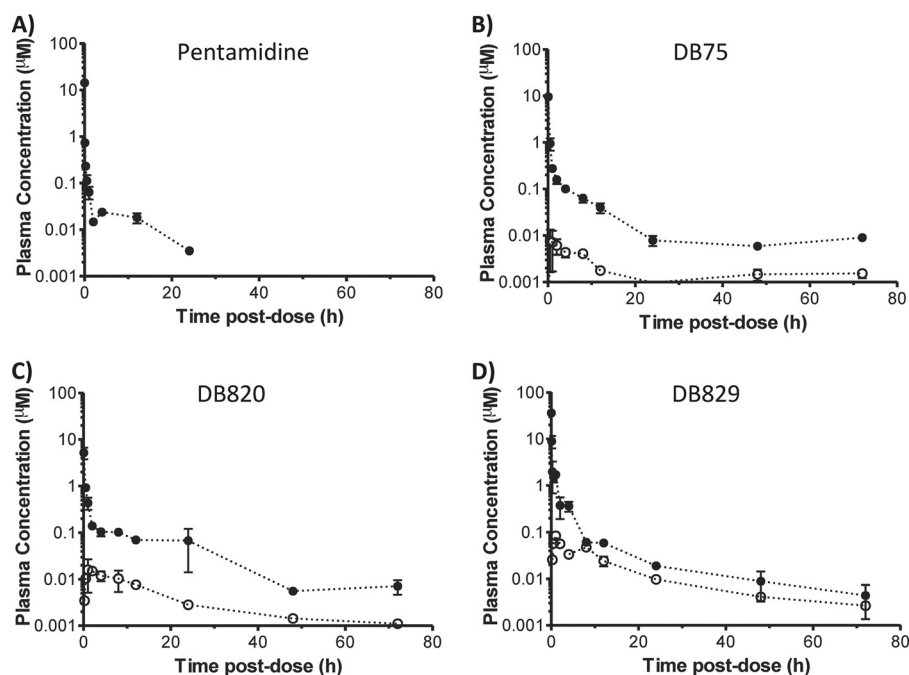 A)
Pentamidine
Plasma Concentration (µM)
100
10
1
0.1
0.01
0.001
0 20 40 60 80
Time post-dose (h)
B)
DB75
Plasma Concentration (µM)
100
10
1
0.1
0.01
0.001
0 20 40 60 80
Time post-dose (h)
C)
DB820
Plasma Concentration (µM)
100
10
1
0.1
0.01
0.001
0 20 40 60 80
Time post-dose (h)
D)
DB829
Plasma Concentration (µM)
100
10
1
0.1
0.01
0.001
0 20 40 60 80
Time post-dose (h)